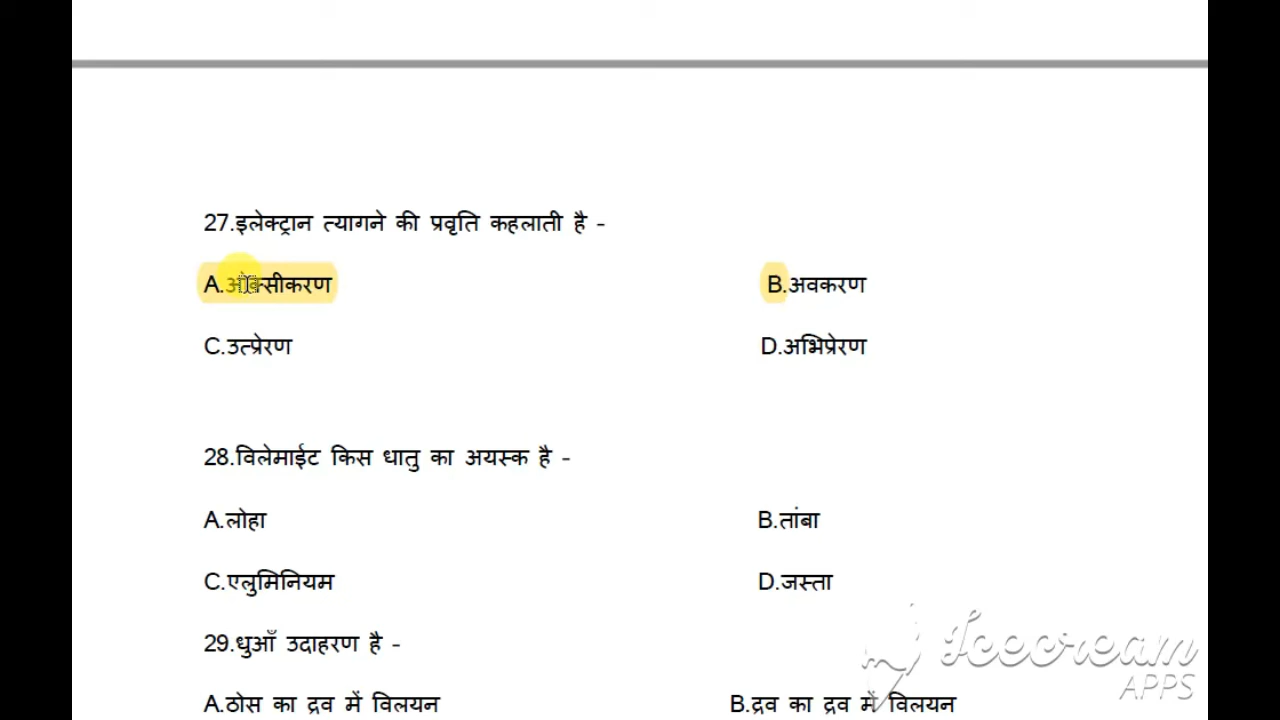 27.इलेक्ट्रान त्यागने की प्रवृति कहलाती है -
A.ओक्सीकरण B.अवकरण
C.उत्प्रेरण D.अभिप्रेरण
28.विलेमाईट किस धातु का अयस्क है -
A.लोहा B.तांबा
C.एलुमिनियम D.जस्ता
29.धुआँ उदाहरण है -
A.ठोस का द्रव में विलयन B.द्रव का द्रव में विलयन
Icecream
APPS